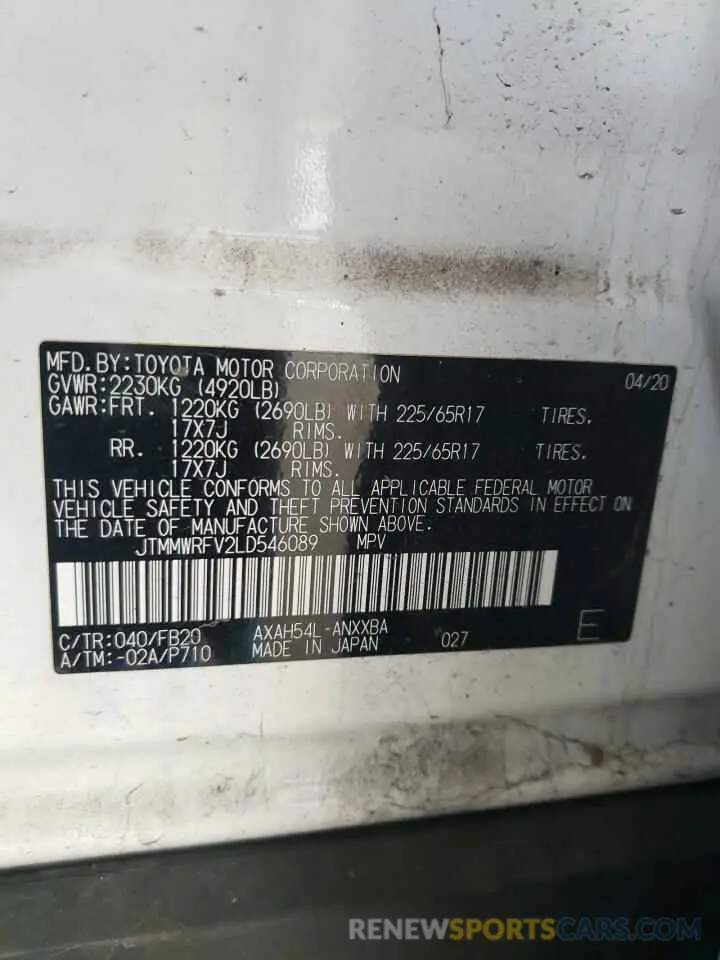 MFD.BY:TOYOTA MOTOR CORPORATION 04/20
GVWR:2230KG (4920LB)
GAWR:FRT. 1220KG (2690LB) WITH 225/65R17 TIRES.
17X7J RIMS.
RR. 1220KG (2690LB) WITH 225/65R17 TIRES.
17X7J RIMS.
THIS VEHICLE CONFORMS TO ALL APPLICABLE FEDERAL MOTOR
VEHICLE SAFETY AND THEFT PREVENTION STANDARDS IN EFFECT ON
THE DATE OF MANUFACTURE SHOWN ABOVE.
JTMMWRFV2LD546089 MPV
C/TR:040/FB20 AXAH54L-ANXXBA
A/TM:-02A/P710 MADE IN JAPAN 027 E
RENEWSPORTSCARS.COM